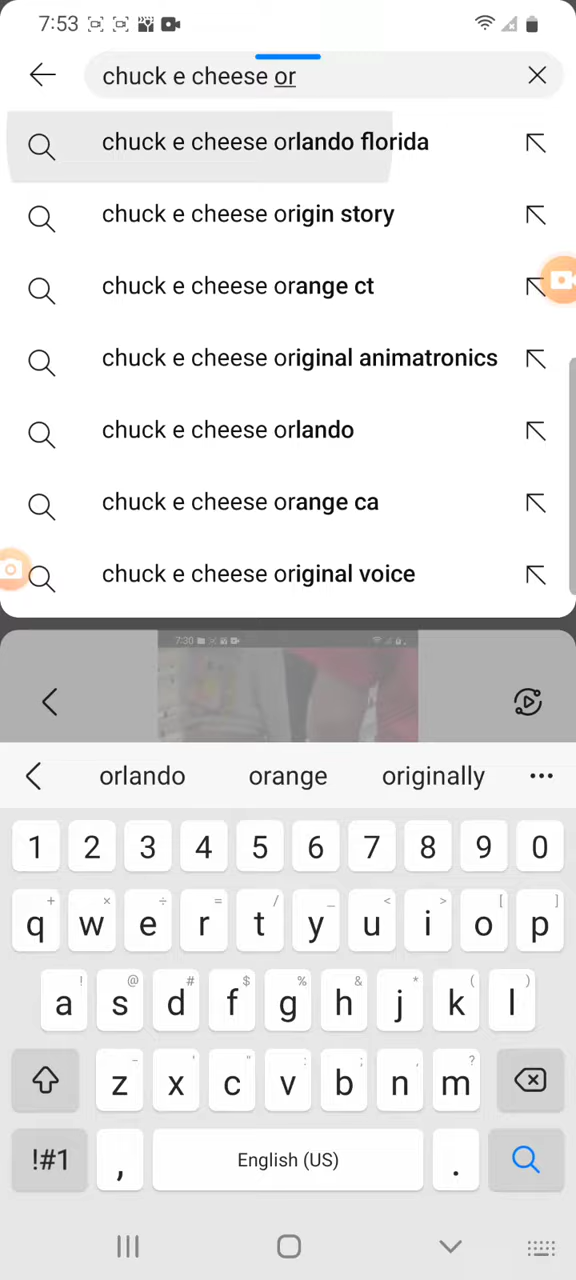 7:53
chuck e cheese or
chuck e cheese orlando florida
chuck e cheese origin story
chuck e cheese orange ct
chuck e cheese original animatronics
chuck e cheese orlando
chuck e cheese orange ca
chuck e cheese original voice
7:30
orlando orange originally ...
1 2 3 4 5 6 7 8 9 0
+ × ÷ = / _ < > [ ]
q w e r t y u i o p
! @ # $ % ^ & * ( )
a s d f g h j k l
- ' " : ; , ?
z x c v b n m
!#1 , English (US) .